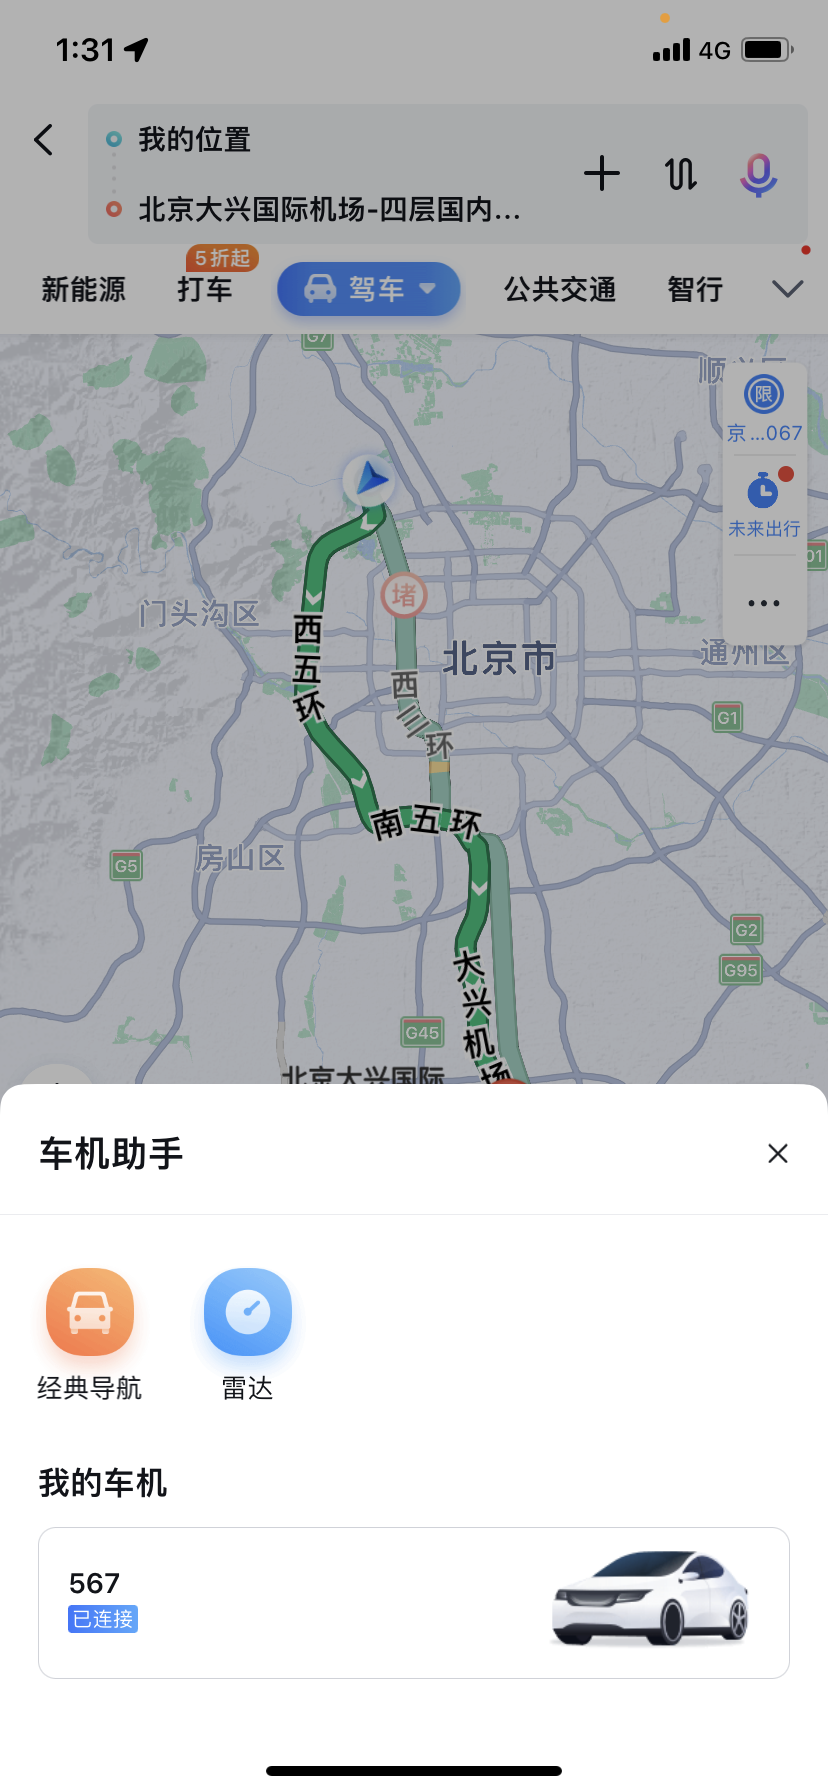 1:31
4G
我的位置
北京大兴国际机场-四层国内...
新能源
5折起
打车
驾车
公共交通
智行
G7
顺义区
限
京...067
未来出行
01
堵
门头沟区
西五环
北京市
西三环
通州区
G1
南五环
房山区
G5
G2
G95
大兴机场
G45
北京大兴国际
车机助手
经典导航
雷达
我的车机
567
已连接